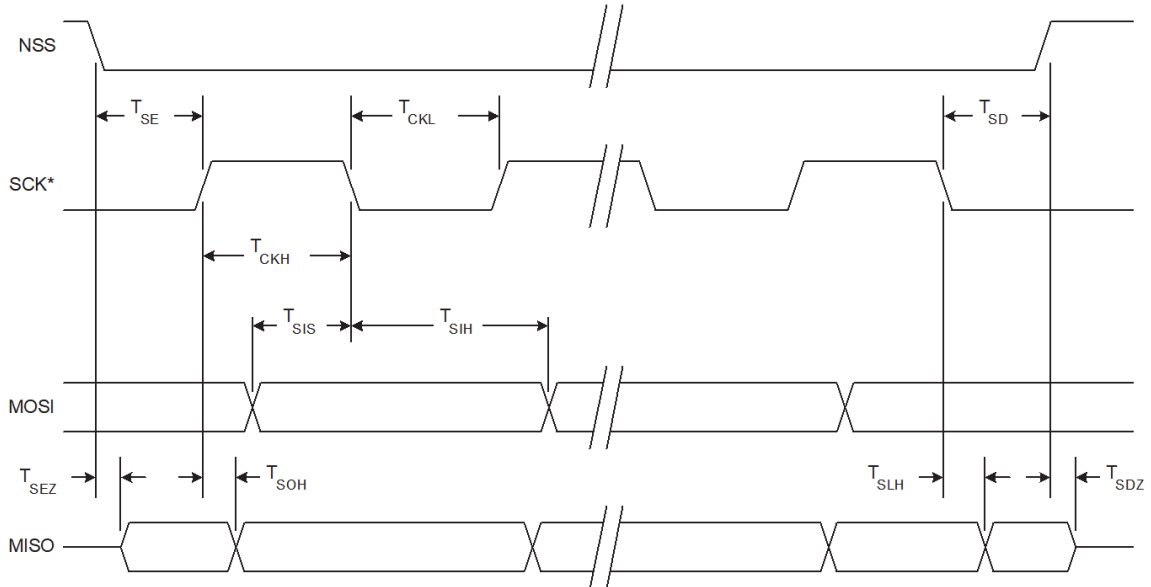 NSS
TSE
TCKL
TSD
SCK*
TCKH
TSIS
TSIH
MOSI
TSEZ
TSOH
TSLH
TSDZ
MISO